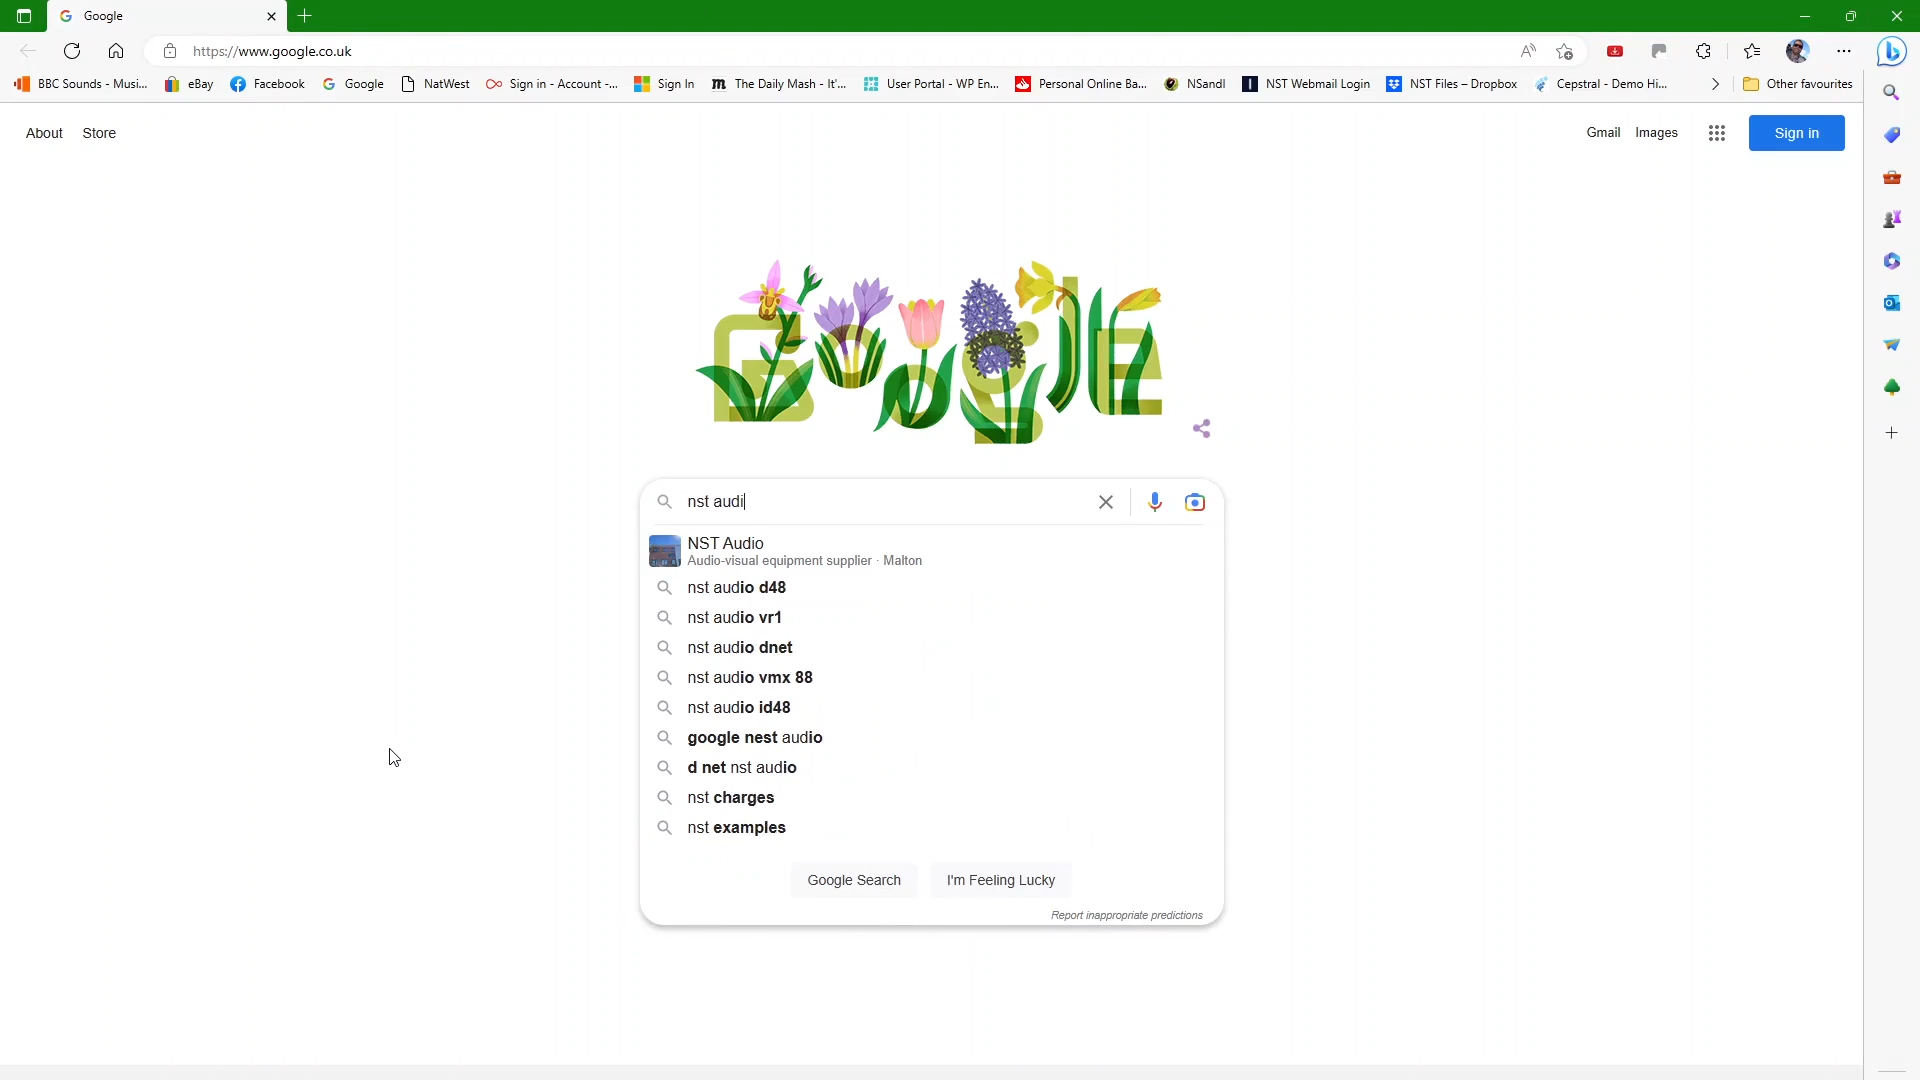 Google
https://www.google.co.uk
BBC Sounds - Musi... eBay Facebook Google NatWest Sign in - Account -... Sign In The Daily Mash - It'... User Portal - WP En... Personal Online Ba... NSandI NST Webmail Login NST Files – Dropbox Cepstral - Demo Hi... Other favourites
About Store Gmail Images Sign in
nst audi
NST Audio
Audio-visual equipment supplier · Malton
nst audio d48
nst audio vr1
nst audio dnet
nst audio vmx 88
nst audio id48
google nest audio
d net nst audio
nst charges
nst examples
Google Search I'm Feeling Lucky
Report inappropriate predictions